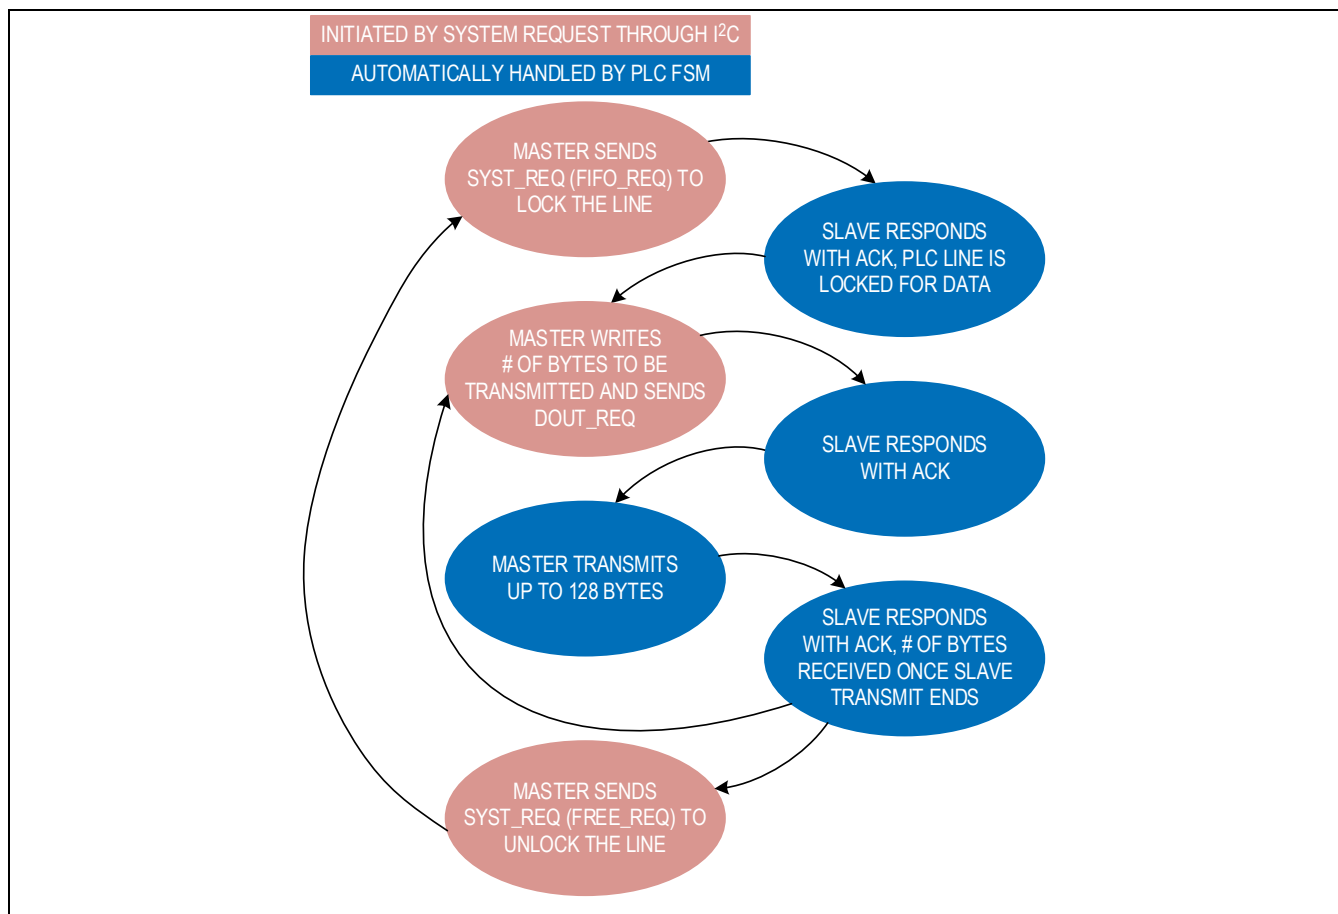 INITIATED BY SYSTEM REQUEST THROUGH I²C
AUTOMATICALLY HANDLED BY PLC FSM
MASTER SENDS
SYST_REQ (FIFO_REQ) TO
LOCK THE LINE
SLAVE RESPONDS
WITH ACK, PLC LINE IS
LOCKED FOR DATA
MASTER WRITES
# OF BYTES TO BE
TRANSMITTED AND SENDS
DOUT_REQ
SLAVE RESPONDS
WITH ACK
MASTER TRANSMITS
UP TO 128 BYTES
SLAVE RESPONDS
WITH ACK, # OF BYTES
RECEIVED ONCE SLAVE
TRANSMIT ENDS
MASTER SENDS
SYST_REQ (FREE_REQ) TO
UNLOCK THE LINE